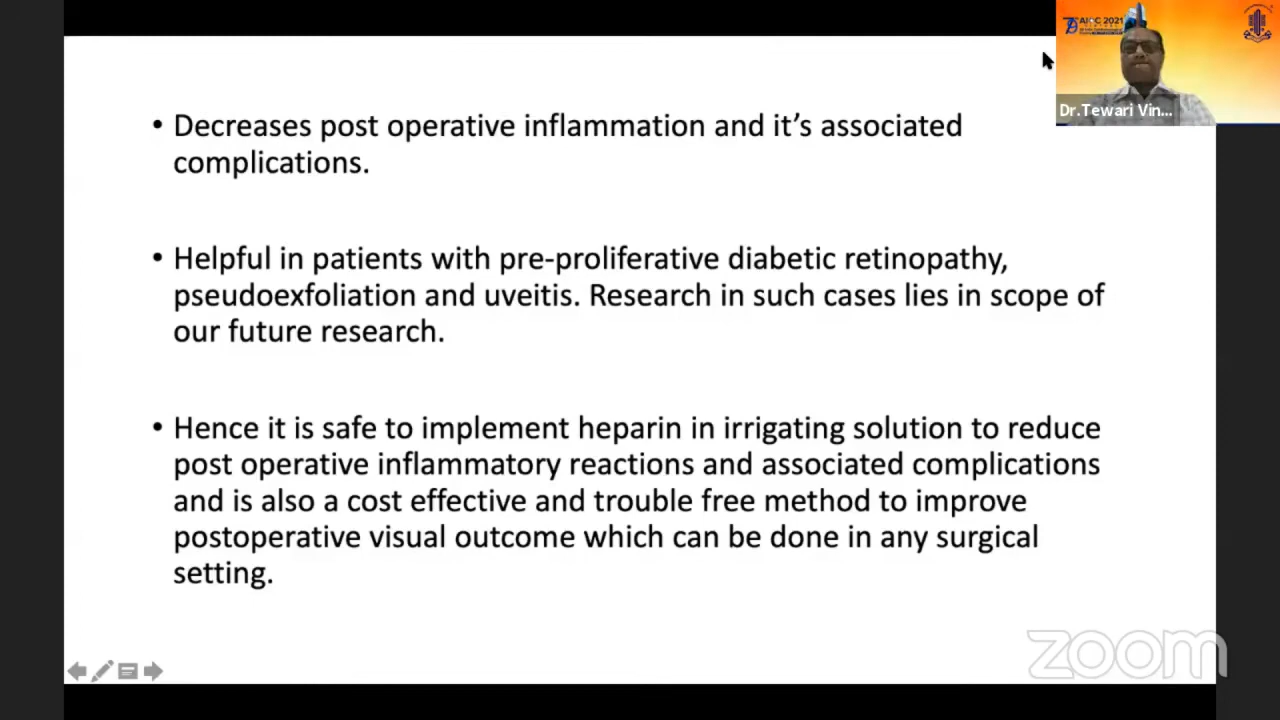 • Decreases post operative inflammation and it's associated
complications.
• Helpful in patients with pre-proliferative diabetic retinopathy,
pseudoexfoliation and uveitis. Research in such cases lies in scope of
our future research.
• Hence it is safe to implement heparin in irrigating solution to reduce
post operative inflammatory reactions and associated complications
and is also a cost effective and trouble free method to improve
postoperative visual outcome which can be done in any surgical
setting.
AIOC 2021
Dr.Tewari Vin...
zoom